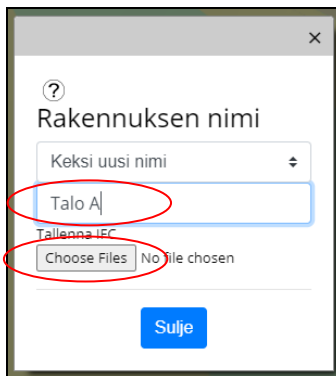 ×
?
Rakennuksen nimi
Keksi uusi nimi
Talo A
Tallenna IFC
Choose Files No file chosen
Sulje